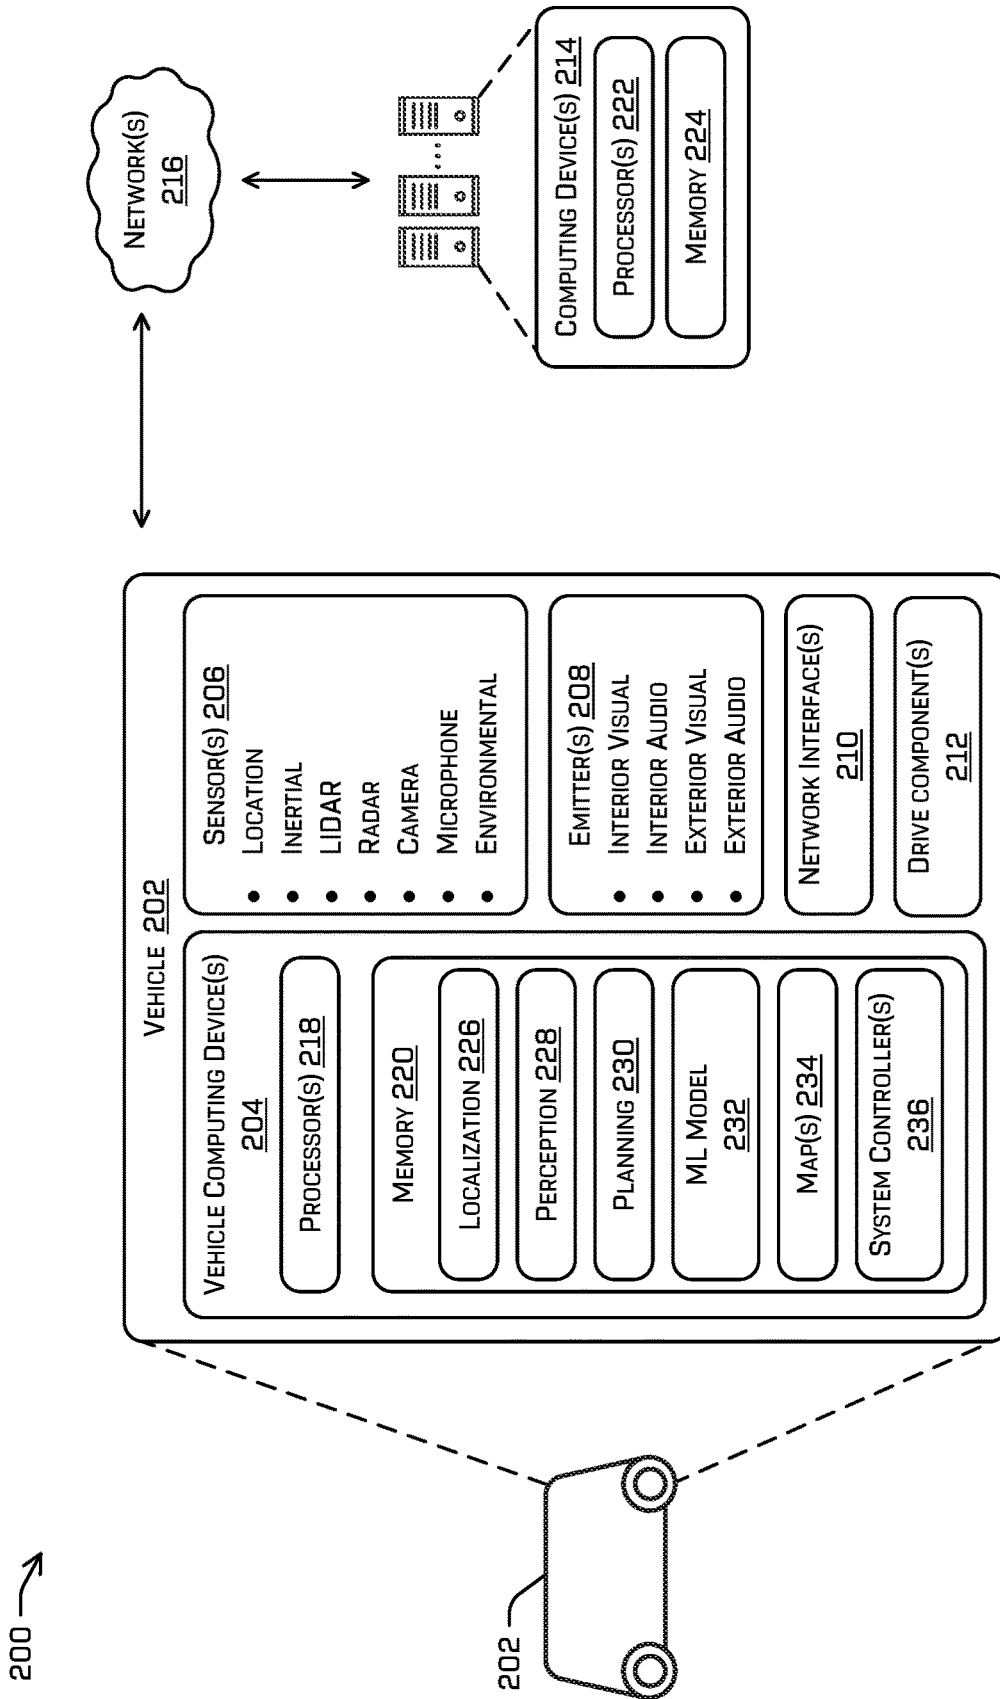 200
202
VEHICLE 202
VEHICLE COMPUTING DEVICE(S)
204
PROCESSOR(S) 218
MEMORY 220
LOCALIZATION 226
PERCEPTION 228
PLANNING 230
ML MODEL
232
MAP(S) 234
SYSTEM CONTROLLER(S)
236
SENSOR(S) 206
• LOCATION
• INERTIAL
• LIDAR
• RADAR
• CAMERA
• MICROPHONE
• ENVIRONMENTAL
EMITTER(S) 208
• INTERIOR VISUAL
• INTERIOR AUDIO
• EXTERIOR VISUAL
• EXTERIOR AUDIO
NETWORK INTERFACE(S)
210
DRIVE COMPONENT(S)
212
NETWORK(S)
216
...
COMPUTING DEVICE(S) 214
PROCESSOR(S) 222
MEMORY 224